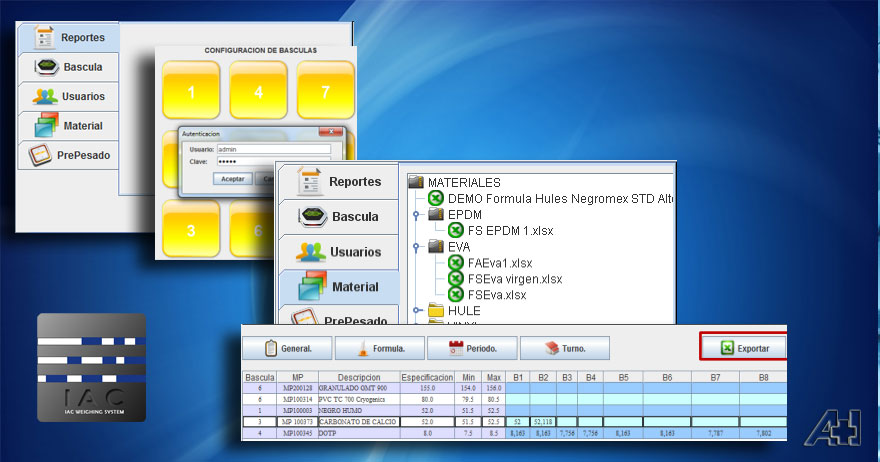 Reportes
Bascula
Usuarios
Material
PrePesado
CONFIGURACION DE BASCULAS
1 4 7
Autenticacion
Usuario: admin
Clave: •••••
Aceptar
3 6
Reportes
Bascula
Usuarios
Material
PrePesado
MATERIALES
DEMO Formula Hules Negromex STD Alt
EPDM
FS EPDM 1.xlsx
EVA
FAEva1.xlsx
FSEva virgen.xlsx
FSEva.xlsx
HULE
General. Formula. Periodo. Turno. Exportar
Bascula MP Descripcion Especificacion Min Max B1 B2 B3 B4 B5 B6 B7 B8
6 MP200128 GRANULADO GMT 900 155.0 154.0 156.0
6 MP100314 PVC TC 700 Cryogenics 80.0 79.5 80.5
1 MP100003 NEGRO HUMO 52.0 51.5 52.5
3 MP 100373 CARBONATO DE CALCIO 52.0 51.5 52.5 52 52,118
4 MP100345 DOTP 8.0 7.5 8.5 8,163 8,163 7,756 7,756 8,163 8,163 7,787 7,802
IAC
IAC WEIGHING SYSTEM